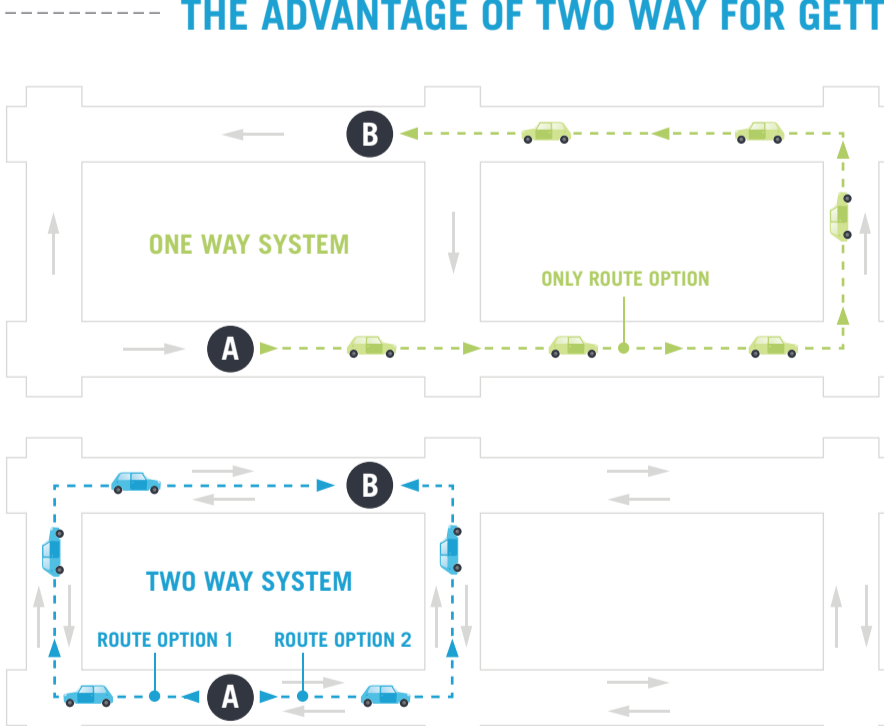 THE ADVANTAGE OF TWO WAY FOR GETT
B
ONE WAY SYSTEM
ONLY ROUTE OPTION
A
B
TWO WAY SYSTEM
ROUTE OPTION 1 ROUTE OPTION 2
A